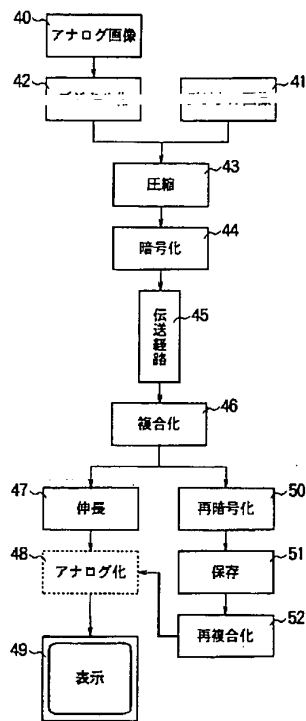 40
アナログ画像
42
41
43
圧縮
44
暗号化
45
伝送経路
46
複合化
47
伸長
50
再暗号化
48
アナログ化
51
保存
52
再複合化
49
表示